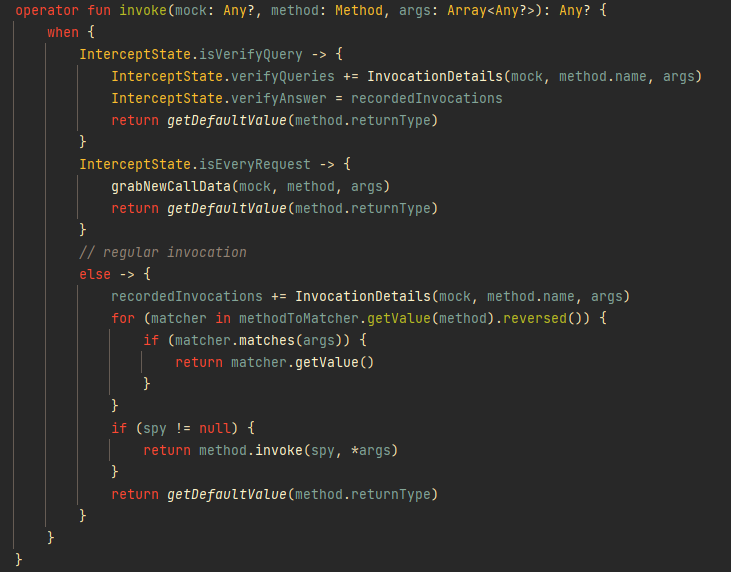 operator fun invoke(mock: Any?, method: Method, args: Array<Any?>): Any? {
    when {
        InterceptState.isVerifyQuery -> {
            InterceptState.verifyQueries += InvocationDetails(mock, method.name, args)
            InterceptState.verifyAnswer = recordedInvocations
            return getDefaultValue(method.returnType)
        }
        InterceptState.isEveryRequest -> {
            grabNewCallData(mock, method, args)
            return getDefaultValue(method.returnType)
        }
        // regular invocation
        else -> {
            recordedInvocations += InvocationDetails(mock, method.name, args)
            for (matcher in methodToMatcher.getValue(method).reversed()) {
                if (matcher.matches(args)) {
                    return matcher.getValue()
                }
            }
            if (spy != null) {
                return method.invoke(spy, *args)
            }
            return getDefaultValue(method.returnType)
        }
    }
}